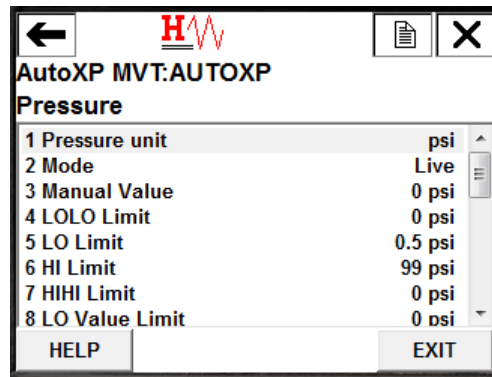 H
AutoXP MVT:AUTOXP
Pressure
1 Pressure unit psi
2 Mode Live
3 Manual Value 0 psi
4 LOLO Limit 0 psi
5 LO Limit 0.5 psi
6 HI Limit 99 psi
7 HIHI Limit 0 psi
8 LO Value Limit 0 psi
HELP EXIT